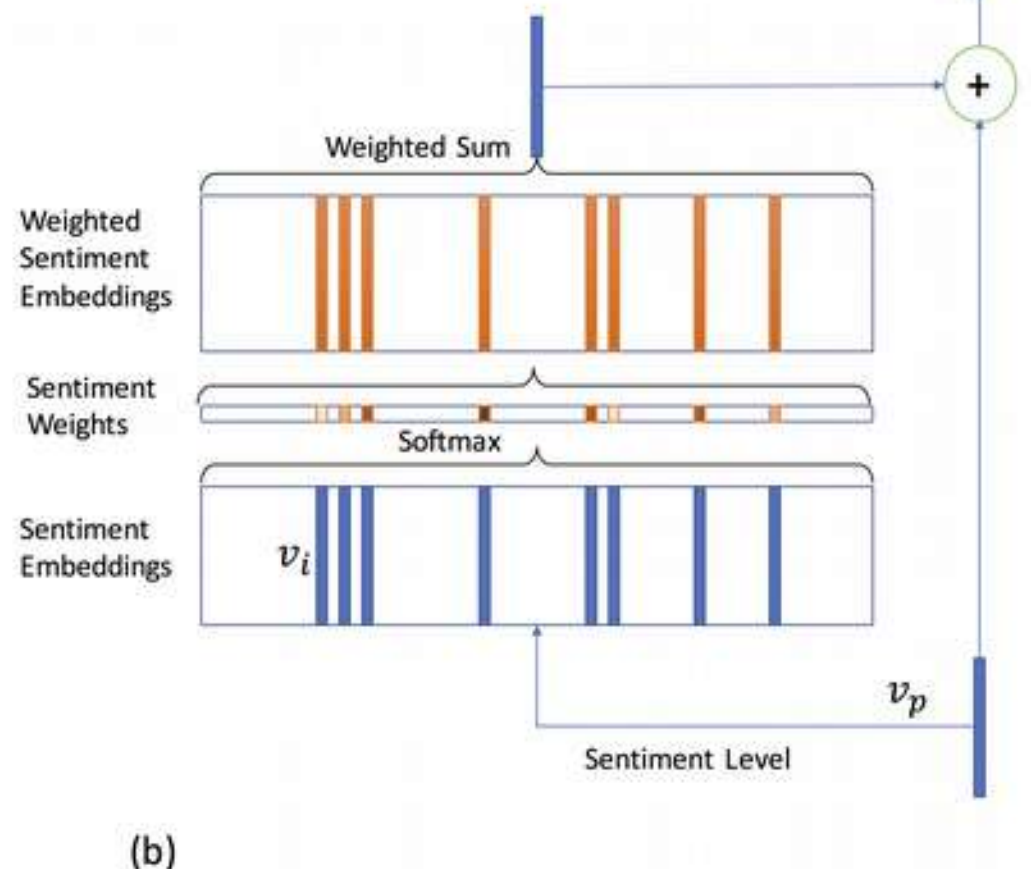 +
Weighted Sum
Weighted
Sentiment
Embeddings
Sentiment
Weights
Softmax
Sentiment
Embeddings
v_i
v_p
Sentiment Level
(b)